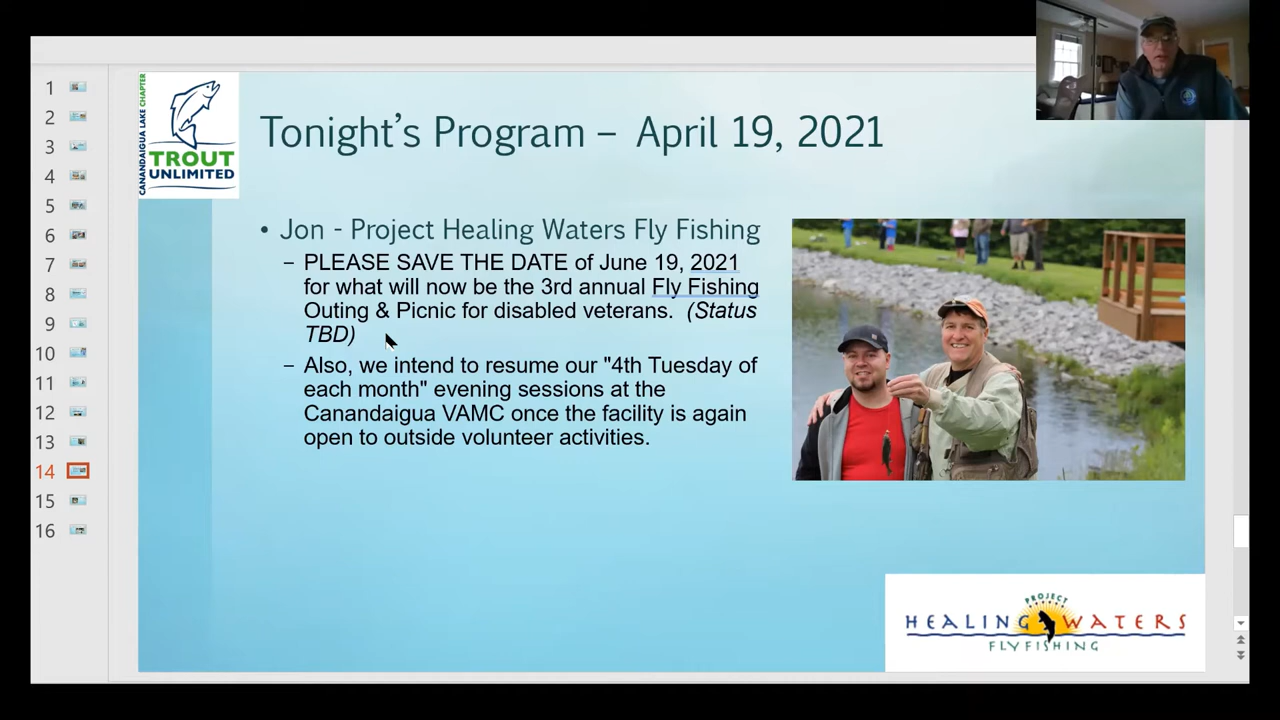 1
2
3
4
5
6
7
8
9
10
11
12
13
14
15
16
CANANDAIGUA LAKE CHAPTER
TROUT
UNLIMITED
Tonight's Program – April 19, 2021
• Jon - Project Healing Waters Fly Fishing
– PLEASE SAVE THE DATE of June 19, 2021
for what will now be the 3rd annual Fly Fishing
Outing & Picnic for disabled veterans. (Status
TBD)
– Also, we intend to resume our "4th Tuesday of
each month" evening sessions at the
Canandaigua VAMC once the facility is again
open to outside volunteer activities.
PROJECT
HEALING WATERS
FLYFISHING